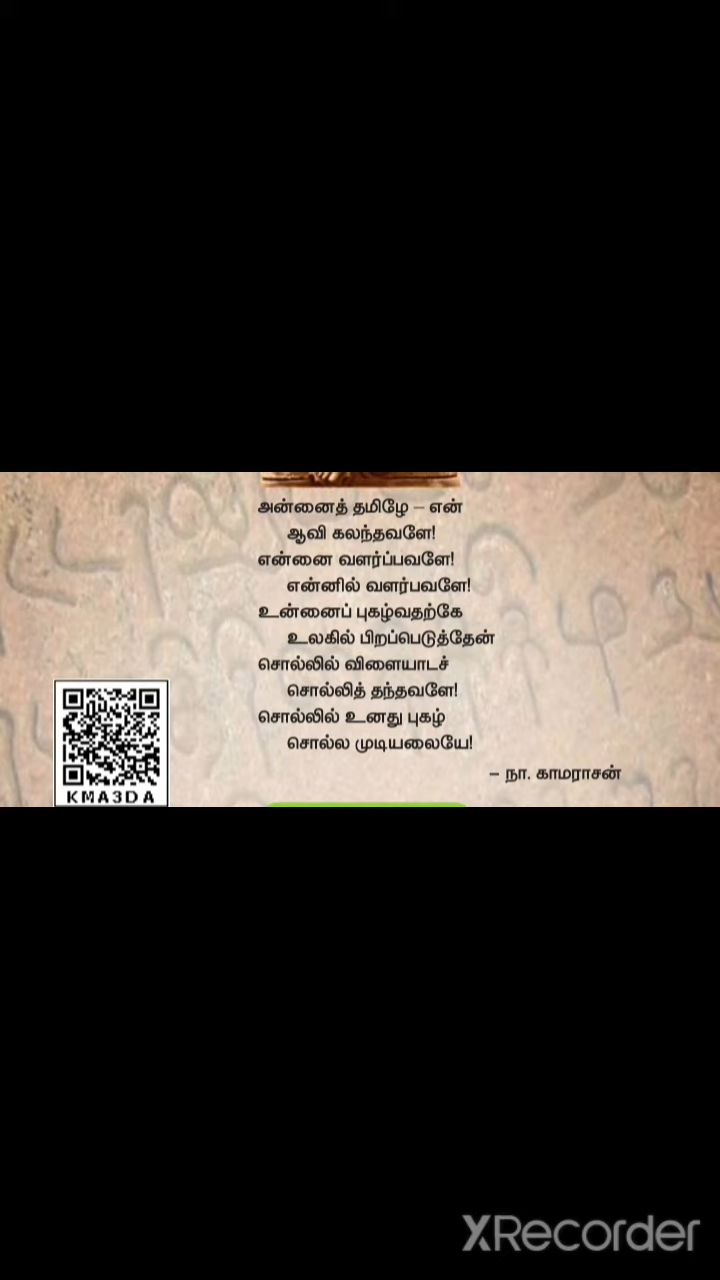 அன்னைத் தமிழே – என்
ஆவி கலந்தவளே!
என்னை வளர்ப்பவளே!
என்னில் வளர்பவளே!
உன்னைப் புகழ்வதற்கே
உலகில் பிறப்பெடுத்தேன்
சொல்லில் விளையாடச்
சொல்லித் தந்தவளே!
சொல்லில் உனது புகழ்
சொல்ல முடியலையே!
– நா. காமராசன்
KMA3DA
XRecorder